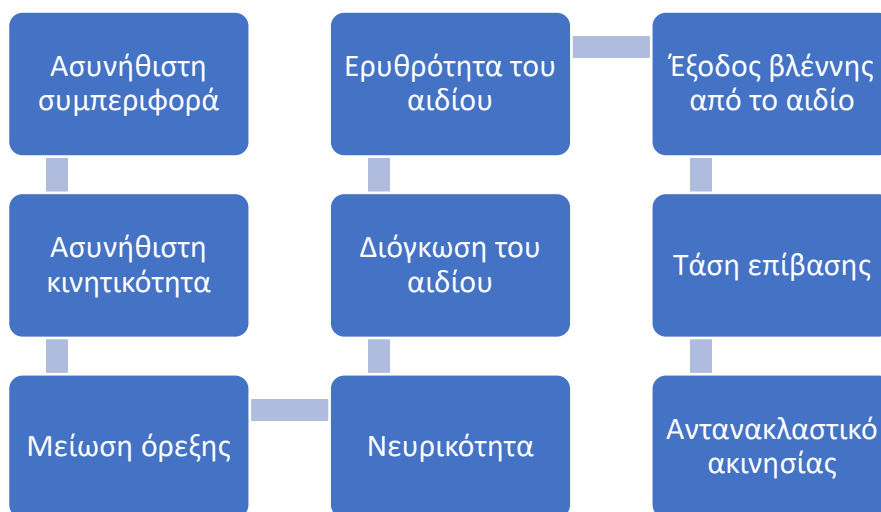 Ασυνήθιστη
συμπεριφορά
Ασυνήθιστη
κινητικότητα
Μείωση όρεξης
Νευρικότητα
Διόγκωση του
αιδίου
Ερυθρότητα του
αιδίου
Έξοδος βλέννης
από το αιδίο
Τάση επίβασης
Αντανακλαστικό
ακινησίας